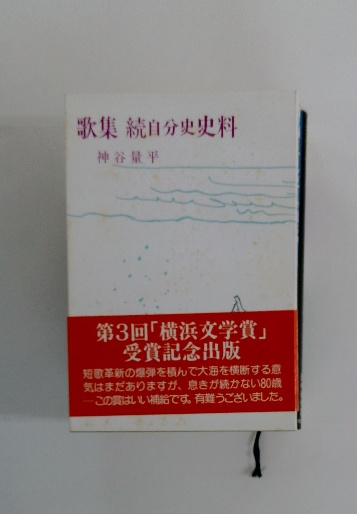 歌集 続自分史史料
神谷量平
第3回「横浜文学賞」
受賞記念出版
短歌革新の爆弾を積んで大海を横断する意
気はまだありますが、息きが続かない80歳
──この賞はいい補給です。有難うございました。